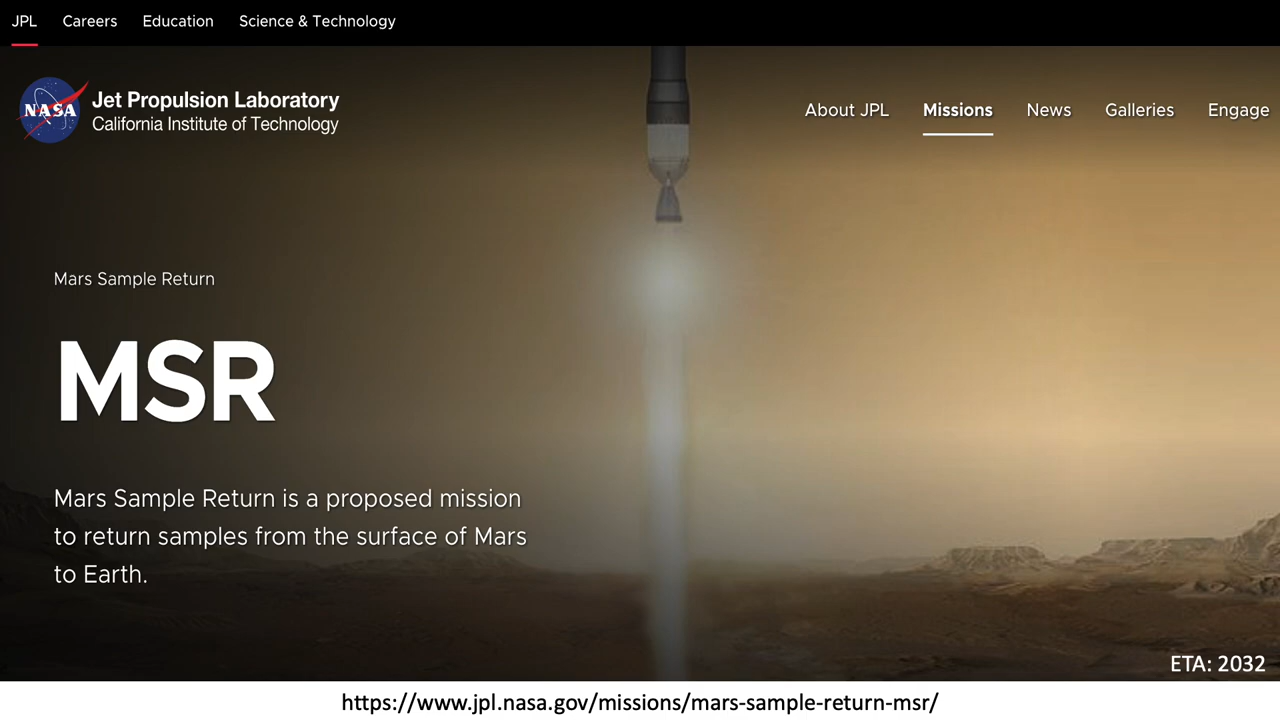 JPL Careers Education Science & Technology
NASA
Jet Propulsion Laboratory
California Institute of Technology
About JPL Missions News Galleries Engage
Mars Sample Return
MSR
Mars Sample Return is a proposed mission
to return samples from the surface of Mars
to Earth.
ETA: 2032
https://www.jpl.nasa.gov/missions/mars-sample-return-msr/